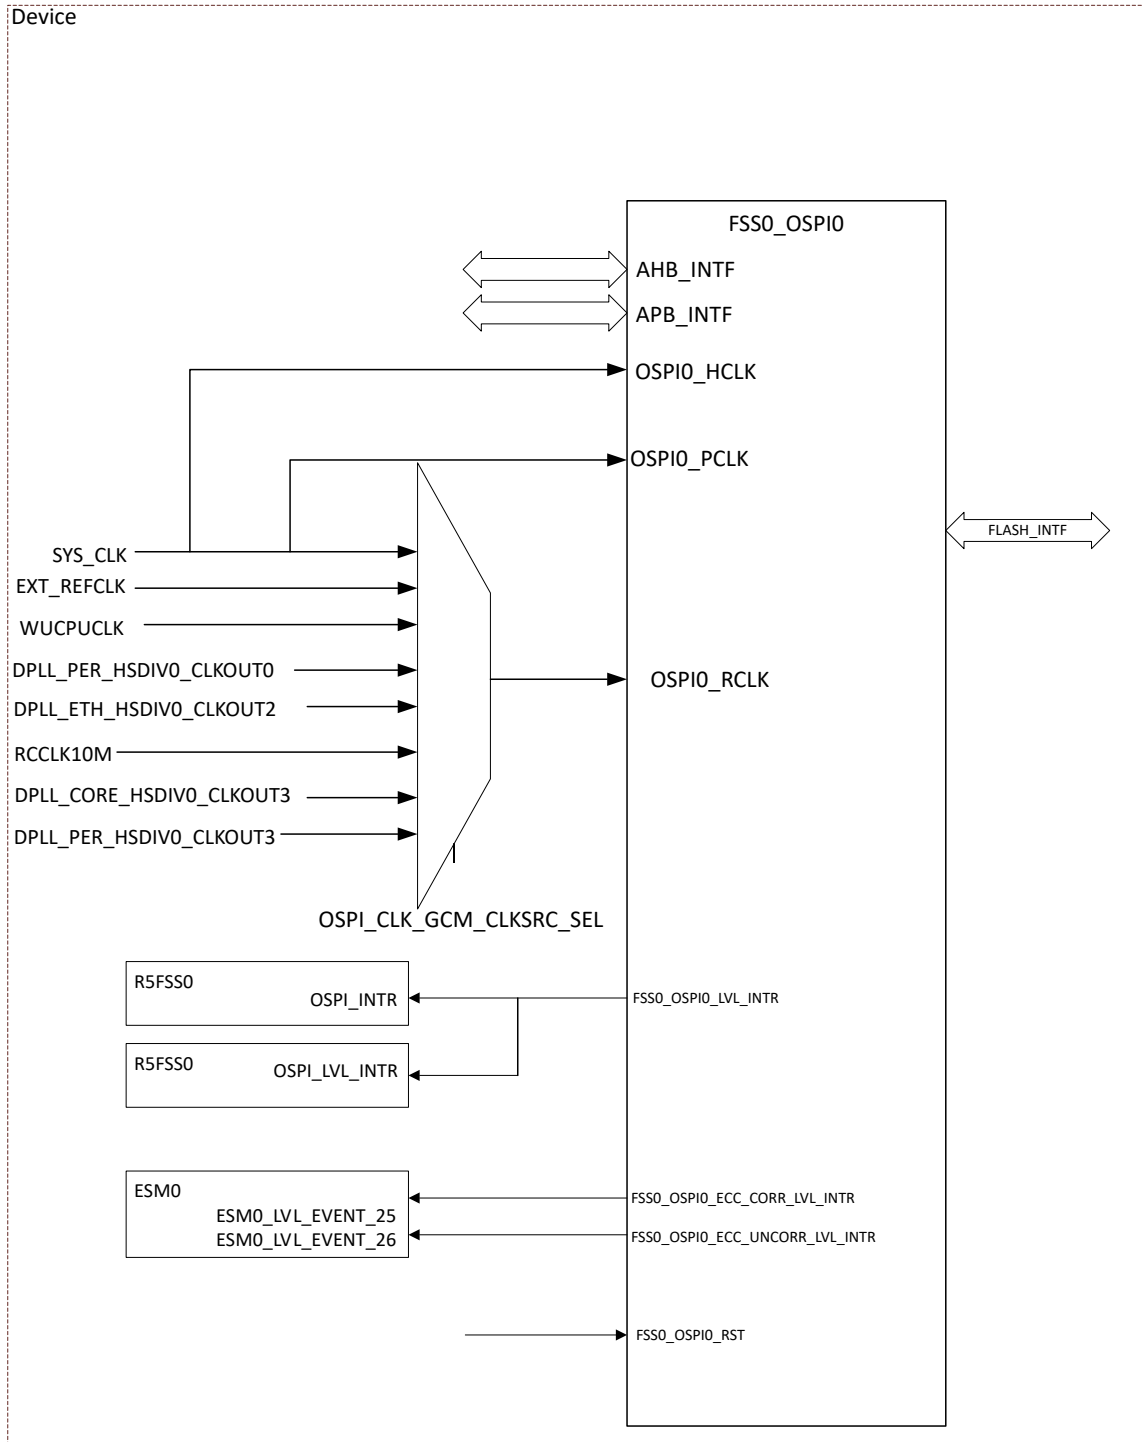 Device
FSS0_OSPI0
AHB_INTF
APB_INTF
OSPI0_HCLK
OSPI0_PCLK
FLASH_INTF
SYS_CLK
EXT_REFCLK
WUCPUCLK
DPLL_PER_HSDIV0_CLKOUT0
OSPI0_RCLK
DPLL_ETH_HSDIV0_CLKOUT2
RCCLK10M
DPLL_CORE_HSDIV0_CLKOUT3
DPLL_PER_HSDIV0_CLKOUT3
OSPI_CLK_GCM_CLKSRC_SEL
R5FSS0
OSPI_INTR
FSS0_OSPI0_LVL_INTR
R5FSS0
OSPI_LVL_INTR
ESM0
FSS0_OSPI0_ECC_CORR_LVL_INTR
ESM0_LVL_EVENT_25
ESM0_LVL_EVENT_26
FSS0_OSPI0_ECC_UNCORR_LVL_INTR
FSS0_OSPI0_RST